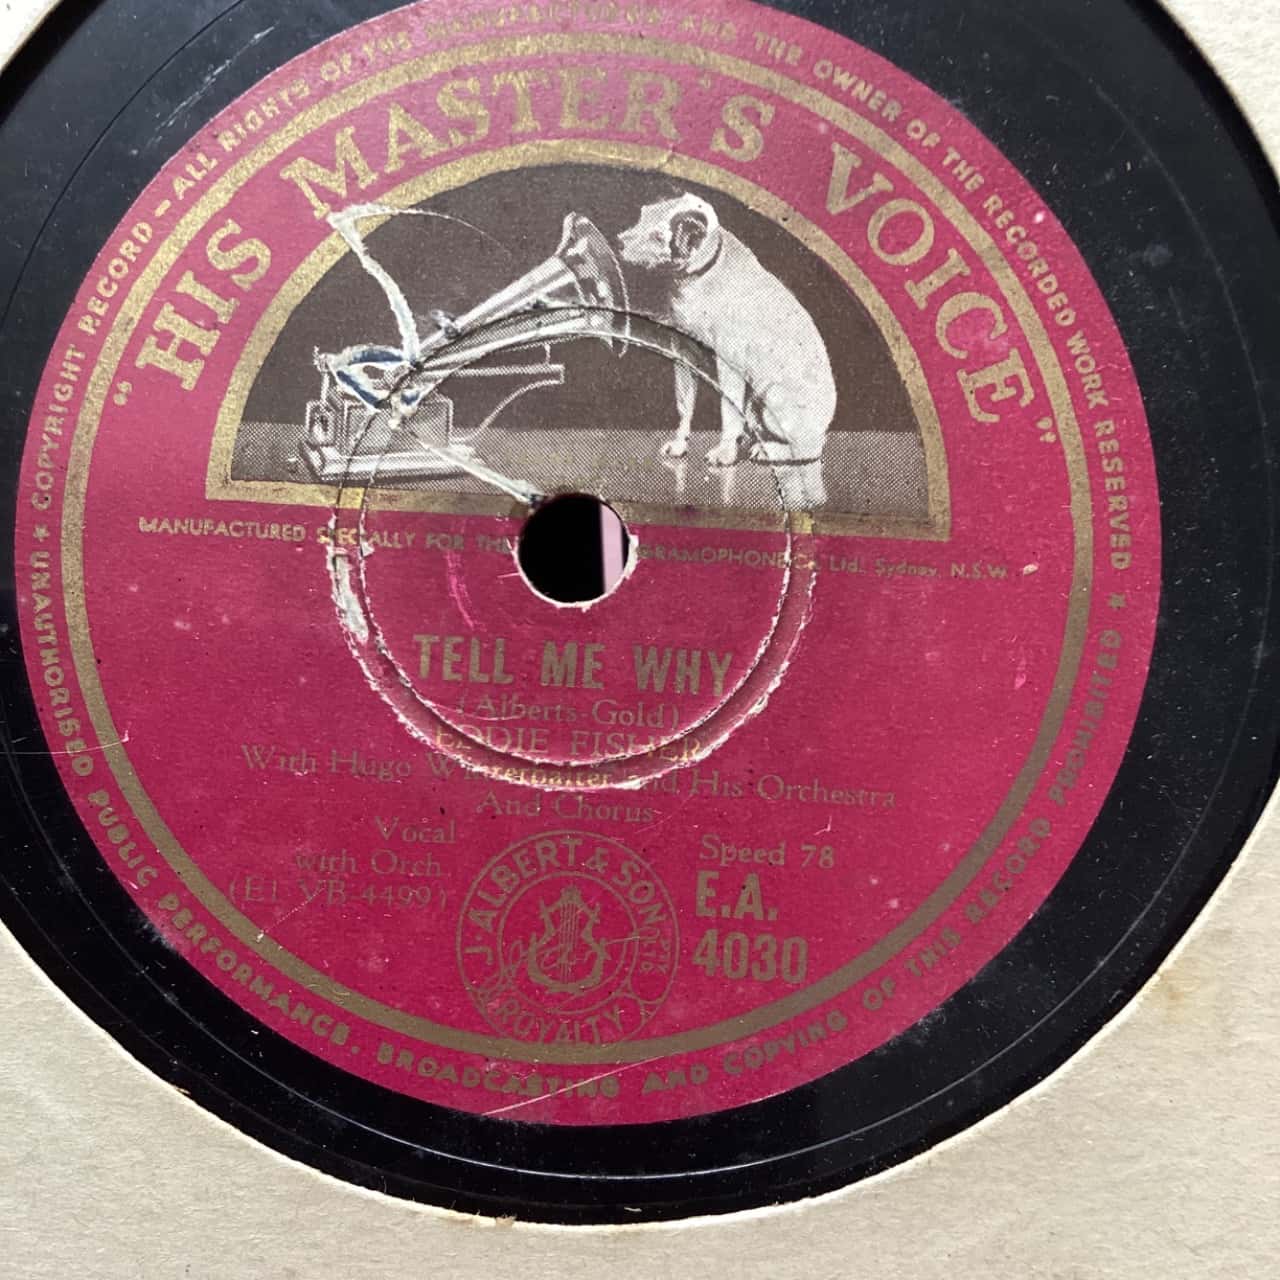 COPYRIGHT RECORD - ALL RIGHTS OF THE MANUFACTURER AND THE OWNER OF THE RECORDED WORK RESERVED ★
UNAUTHORISED PUBLIC PERFORMANCE, BROADCASTING AND COPYING OF THIS RECORD PROHIBITED ★
"HIS MASTER'S VOICE"
MANUFACTURED SPECIALLY FOR THE GRAMOPHONE Co. Ltd. Sydney, N.S.W.
TELL ME WHY
(Alberts-Gold)
EDDIE FISHER
With Hugo Winterhalter and His Orchestra
And Chorus
Vocal
with Orch.
(E1 VB-4499)
Speed 78
E.A.
4030
J. ALBERT & SON
ROYALTY